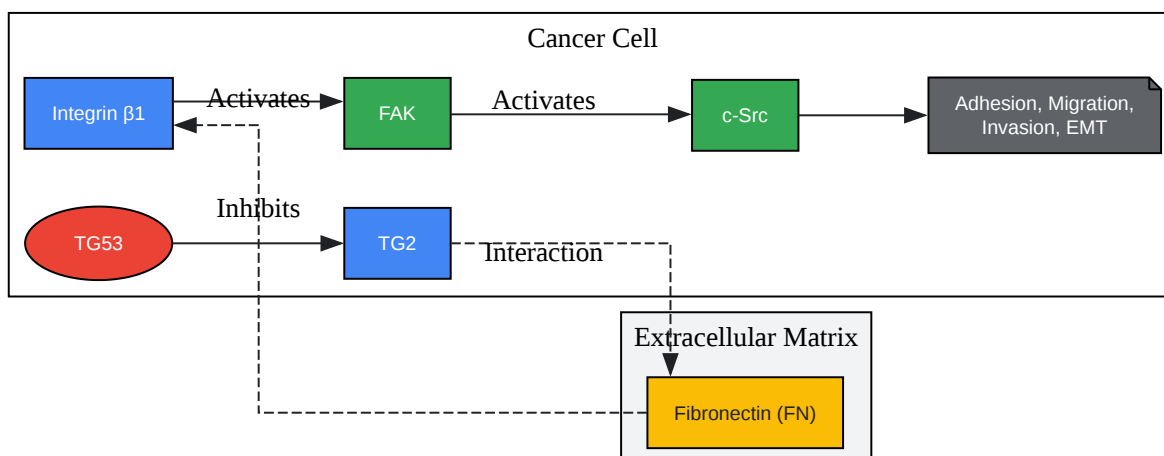 Cancer Cell
Integrin β1
Activates
FAK
Activates
c-Src
Adhesion, Migration,
Invasion, EMT
TG53
Inhibits
TG2
Interaction
Extracellular Matrix
Fibronectin (FN)